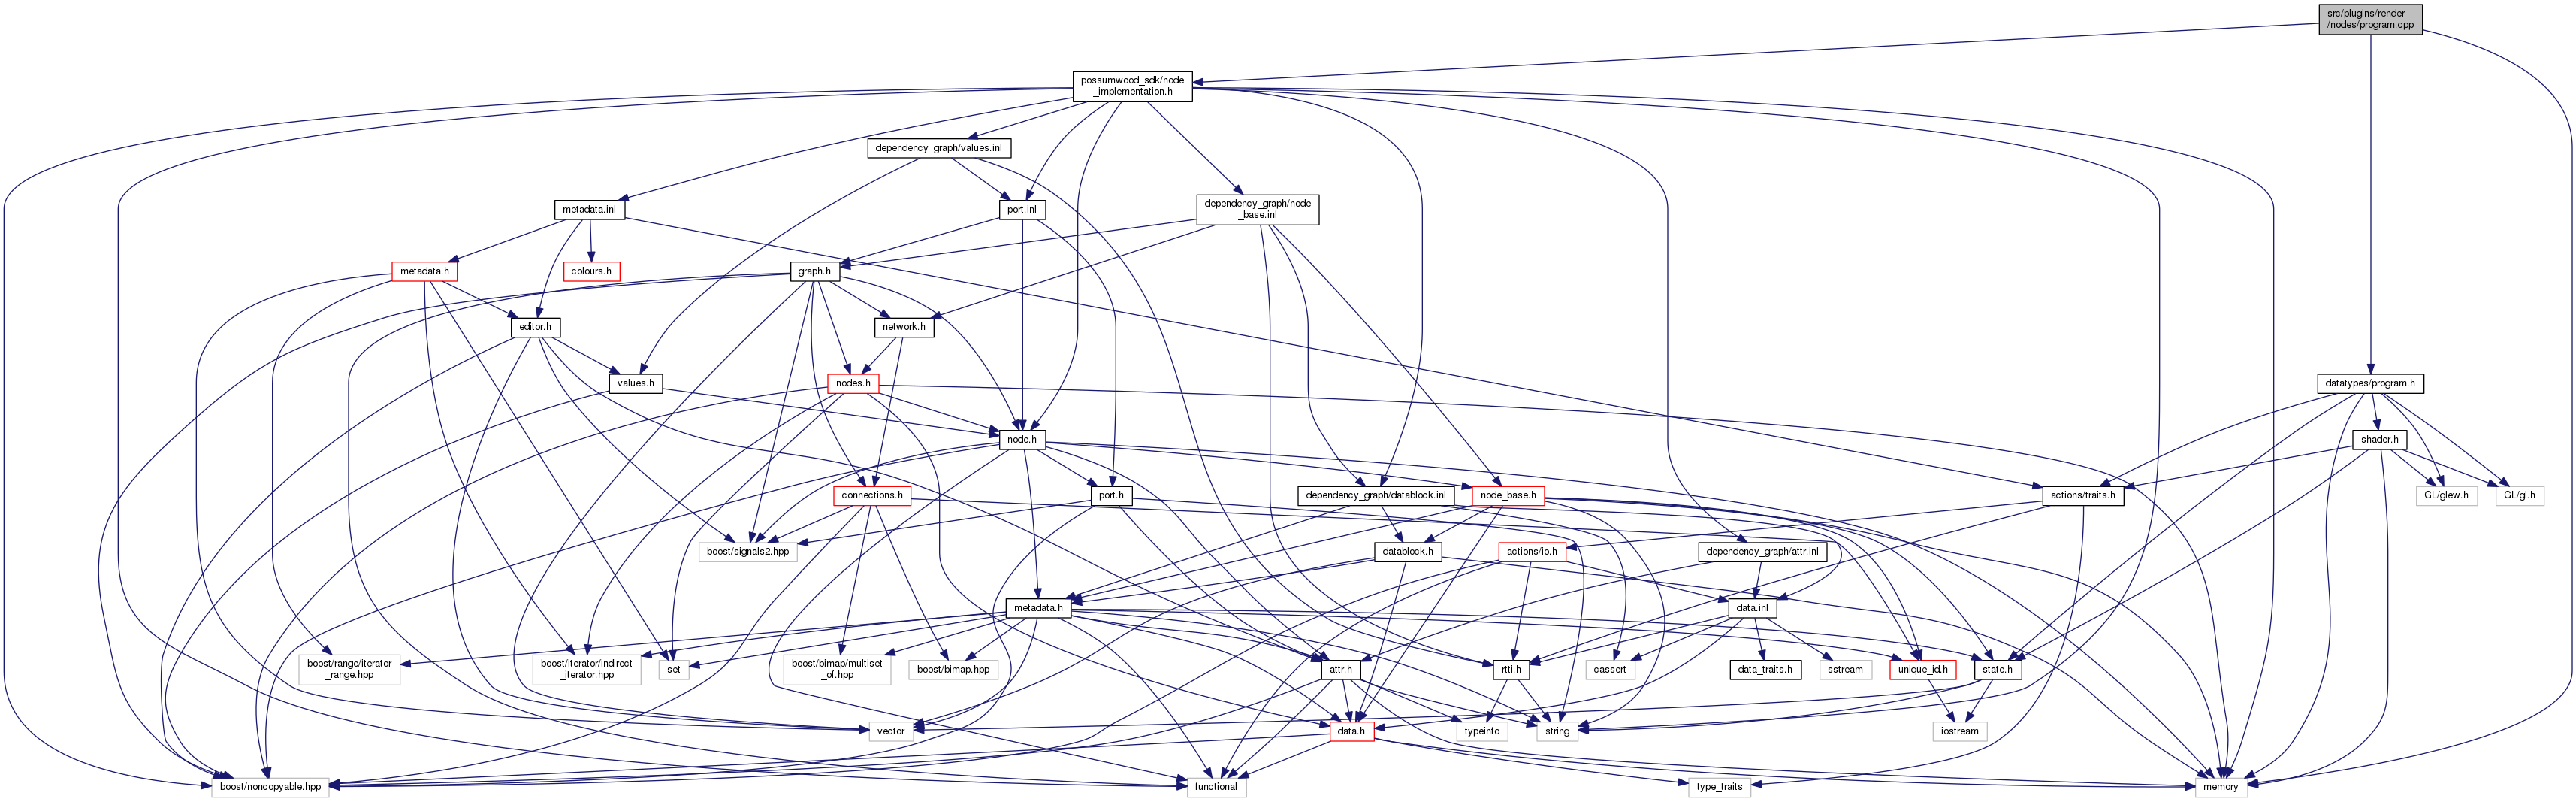 src/plugins/render
/nodes/program.cpp
possumwood_sdk/node
_implementation.h
dependency_graph/values.inl
metadata.inl
port.inl
dependency_graph/node
_base.inl
metadata.h
colours.h
graph.h
editor.h
network.h
values.h
nodes.h
datatypes/program.h
node.h
shader.h
connections.h
port.h
dependency_graph/datablock.inl
node_base.h
actions/traits.h
GL/glew.h
GL/gl.h
boost/signals2.hpp
datablock.h
actions/io.h
dependency_graph/attr.inl
metadata.h
data.inl
boost/range/iterator
_range.hpp
boost/iterator/indirect
_iterator.hpp
set
boost/bimap/multiset
_of.hpp
boost/bimap.hpp
attr.h
rtti.h
cassert
data_traits.h
sstream
unique_id.h
state.h
vector
data.h
typeinfo
string
iostream
boost/noncopyable.hpp
functional
type_traits
memory